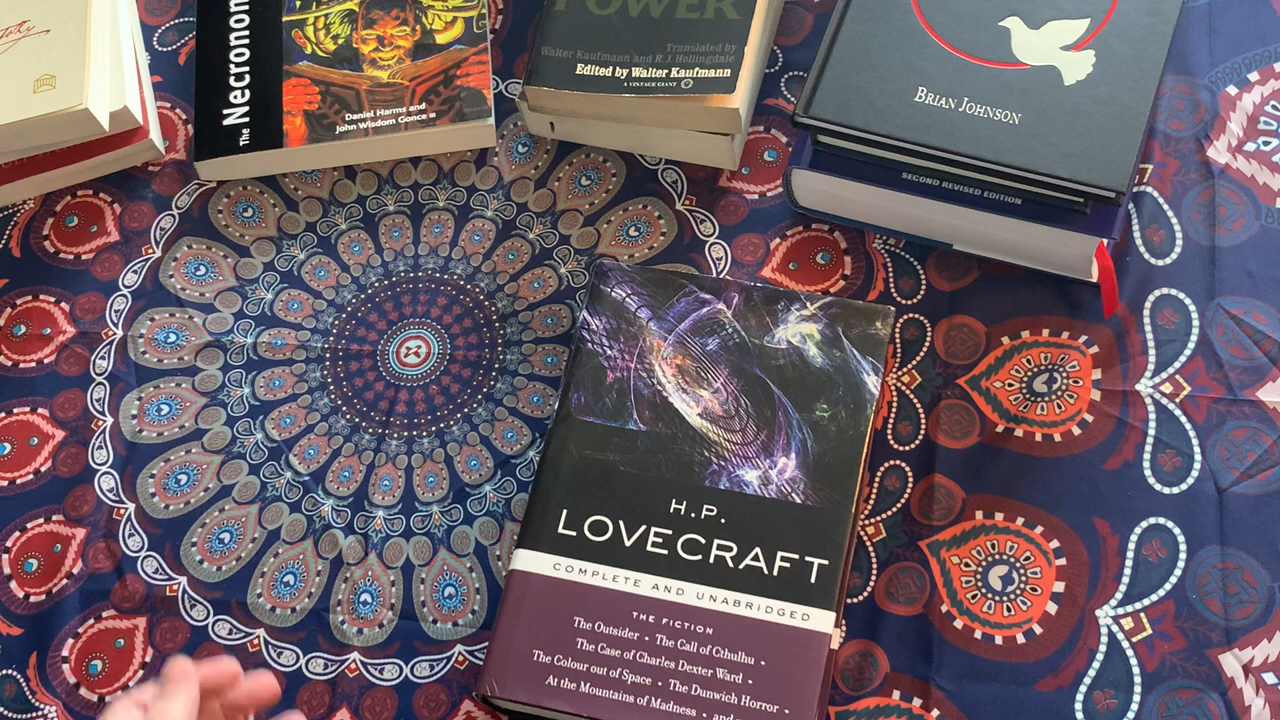 The Necronom
Daniel Harms and
John Wisdom Gonce III
POWER
Translated by
Walter Kaufmann and R. J. Hollingdale
Edited by Walter Kaufmann
A VINTAGE GIANT
BRIAN JOHNSON
SECOND REVISED EDITION
H.P.
LOVECRAFT
COMPLETE AND UNABRIDGED
THE FICTION
The Outsider • The Call of Cthulhu •
The Case of Charles Dexter Ward •
The Colour out of Space • The Dunwich Horror •
At the Mountains of Madness • and